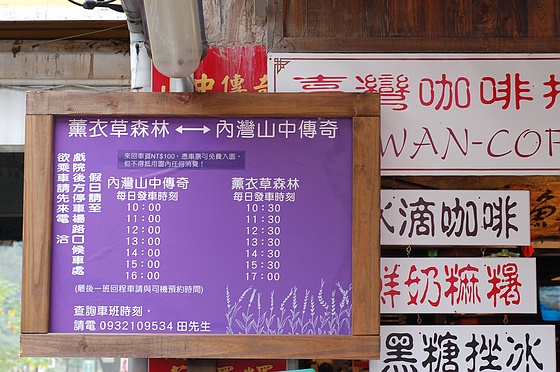 薰衣草森林 ⟷ 內灣山中傳奇
來回車資NT$100，憑車票可免費入園，
但不得抵用園內任何消費！
假日請至
戲院後方停車場路口候車處
欲乘車請先來電 洽
內灣山中傳奇
每日發車時刻
10：00
11：00
12：00
13：00
14：00
15：00
16：00
薰衣草森林
每日發車時刻
10：30
11：30
12：30
13：30
14：30
15：30
17：00
(最後一班回程車請與司機預約時間)
查詢車班時刻，
請電 0932109534 田先生
山中傳奇
臺灣咖啡
WAN-COF
冰滴咖啡
鮮奶麻糬
黑糖挫冰
魚